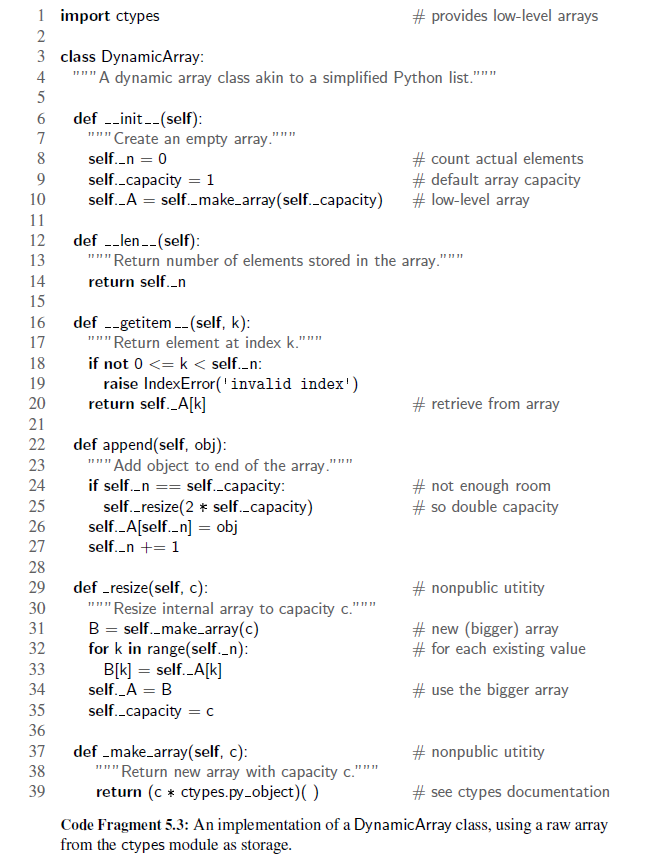 1 import ctypes # provides low-level arrays
2
3 class DynamicArray:
4 """A dynamic array class akin to a simplified Python list."""
5
6 def __init__(self):
7 """Create an empty array."""
8 self._n = 0 # count actual elements
9 self._capacity = 1 # default array capacity
10 self._A = self._make_array(self._capacity) # low-level array
11
12 def __len__(self):
13 """Return number of elements stored in the array."""
14 return self._n
15
16 def __getitem__(self, k):
17 """Return element at index k."""
18 if not 0 <= k < self._n:
19 raise IndexError('invalid index')
20 return self._A[k] # retrieve from array
21
22 def append(self, obj):
23 """Add object to end of the array."""
24 if self._n == self._capacity: # not enough room
25 self._resize(2 * self._capacity) # so double capacity
26 self._A[self._n] = obj
27 self._n += 1
28
29 def _resize(self, c): # nonpublic utitity
30 """Resize internal array to capacity c."""
31 B = self._make_array(c) # new (bigger) array
32 for k in range(self._n): # for each existing value
33 B[k] = self._A[k]
34 self._A = B # use the bigger array
35 self._capacity = c
36
37 def _make_array(self, c): # nonpublic utitity
38 """Return new array with capacity c."""
39 return (c * ctypes.py_object)( ) # see ctypes documentation
Code Fragment 5.3: An implementation of a DynamicArray class, using a raw array
from the ctypes module as storage.